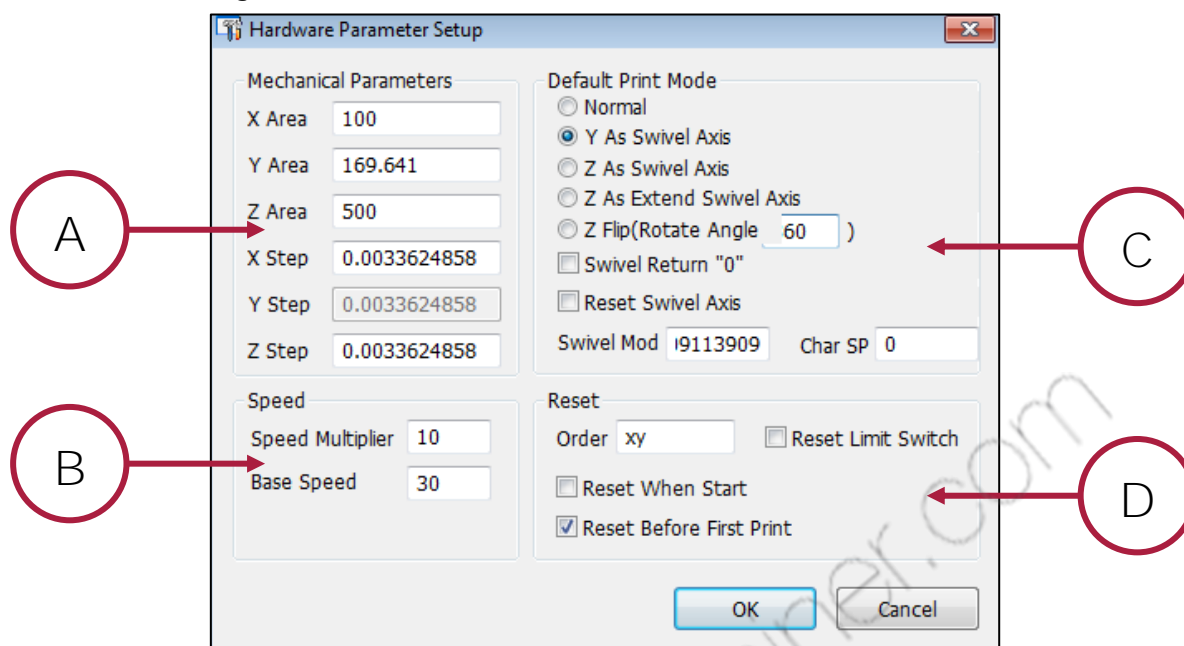 Hardware Parameter Setup
Mechanical Parameters
X Area 100
Y Area 169.641
Z Area 500
X Step 0.0033624858
Y Step 0.0033624858
Z Step 0.0033624858
Default Print Mode
Normal
Y As Swivel Axis
Z As Swivel Axis
Z As Extend Swivel Axis
Z Flip(Rotate Angle 60 )
Swivel Return "0"
Reset Swivel Axis
Swivel Mod 9113909 Char SP 0
A
C
Speed
Speed Multiplier 10
Base Speed 30
Reset
Order xy Reset Limit Switch
Reset When Start
Reset Before First Print
B
D
OK Cancel
iner.com